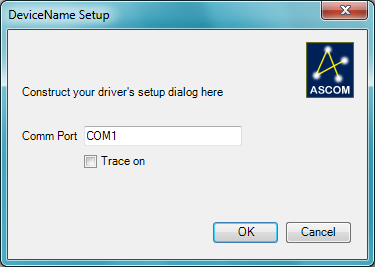 DeviceName Setup
ASCOM
Construct your driver's setup dialog here
Comm Port COM1
Trace on
OK Cancel